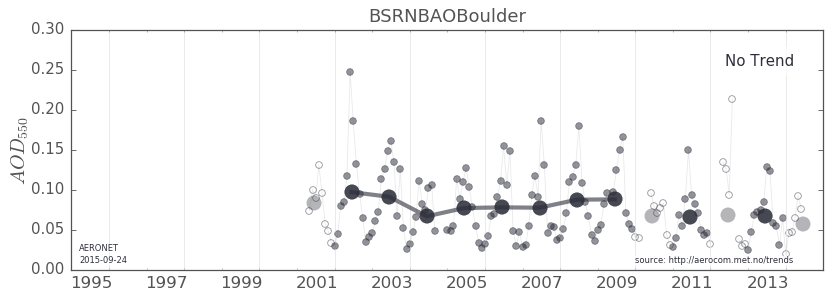 BSRNBAOBoulder
0.30
0.25
0.20
0.15
0.10
0.05
0.00
AOD550
No Trend
AERONET
2015-09-24
source: http://aerocom.met.no/trends
1995 1997 1999 2001 2003 2005 2007 2009 2011 2013